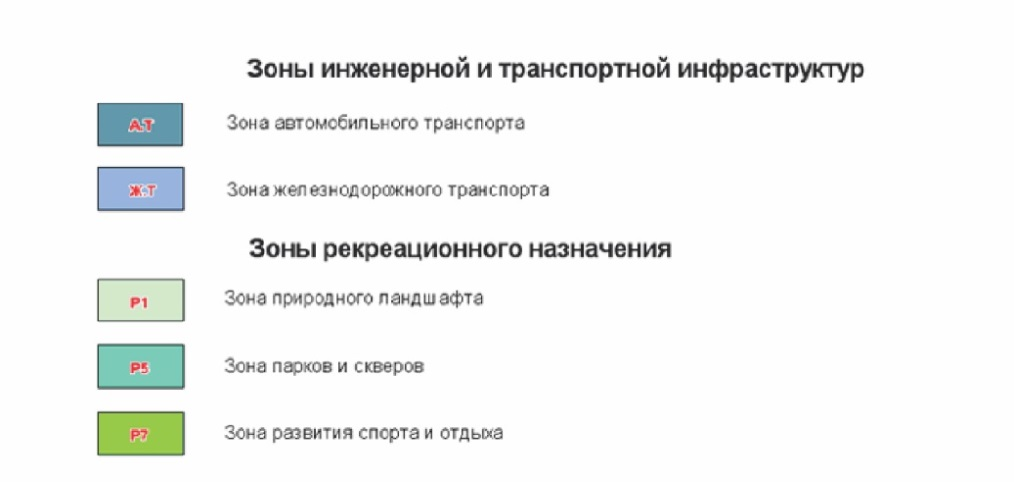 Зоны инженерной и транспортной инфраструктур
А.Т Зона автомобильного транспорта
Ж.Т Зона железнодорожного транспорта
Зоны рекреационного назначения
Р1 Зона природного ландшафта
Р5 Зона парков и скверов
Р7 Зона развития спорта и отдыха